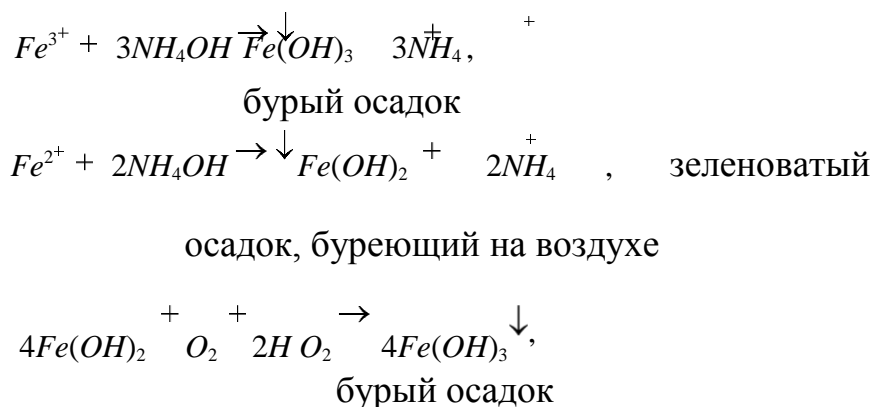 Fe³⁺ + 3NH₄OH → ↓Fe(OH)₃ + 3NH₄⁺,
бурый осадок
Fe²⁺ + 2NH₄OH → ↓ Fe(OH)₂ + 2NH₄⁺ , зеленоватый
осадок, буреющий на воздухе
4Fe(OH)₂ + O₂ + 2H O₂ → 4Fe(OH)₃ ↓,
бурый осадок